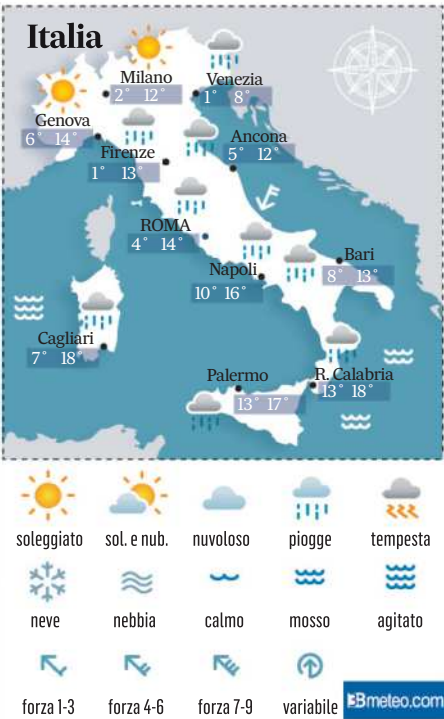 Italia
Milano
2° 12°
Venezia
1° 8°
Genova
6° 14°
Firenze
1° 13°
Ancona
5° 12°
ROMA
4° 14°
Napoli
10° 16°
Bari
8° 13°
Cagliari
7° 18°
Palermo
13° 17°
R. Calabria
13° 18°
soleggiato sol. e nub. nuvoloso piogge tempesta
neve nebbia calmo mosso agitato
forza 1-3 forza 4-6 forza 7-9 variabile
3Bmeteo.com